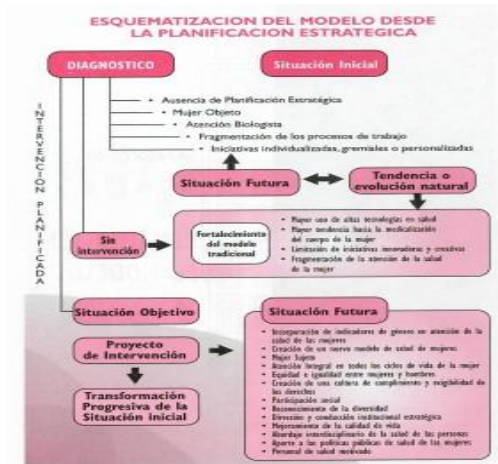 ESQUEMATIZACION DEL MODELO DESDE
LA PLANIFICACION ESTRATEGICA
DIAGNOSTICO
Situación Inicial
• Ausencia de Planificación Estratégica
• Mujer Objeto
• Atención Biologista
• Fragmentación de los procesos de trabajo
• Iniciativas individualizadas, gremiales o personalizadas
INTERVENCION PLANIFICADA
Situación Futura
Tendencia o
evolución natural
Sin
intervención
Fortalecimiento
del modelo
tradicional
• Mayor uso de altas tecnologías en salud
• Mayor tendencia hacia la medicalización
del cuerpo de la mujer
• Limitación de iniciativas innovadoras y creativas
• Fragmentación de la atención de la salud
de la mujer
Situación Objetivo
Situación Futura
Proyecto
de Intervención
Transformación
Progresiva de la
Situación inicial
• Incorporación de indicadores de género en atención de la
salud de las mujeres
• Creación de un nuevo modelo de salud de mujeres
• Mujer Sujeto
• Atención Integral en todos los ciclos de vida de la mujer
• Equidad e igualdad entre mujeres y hombres
• Creación de una cultura de cumplimiento y exigibilidad de
los derechos
• Participación social
• Reconocimiento de la diversidad
• Dirección y conducción institucional estratégica
• Mejoramiento de la calidad de vida
• Abordaje interdisciplinario de la salud de las personas
• Aporte a las políticas públicas de salud de las mujeres
• Personal de salud motivado